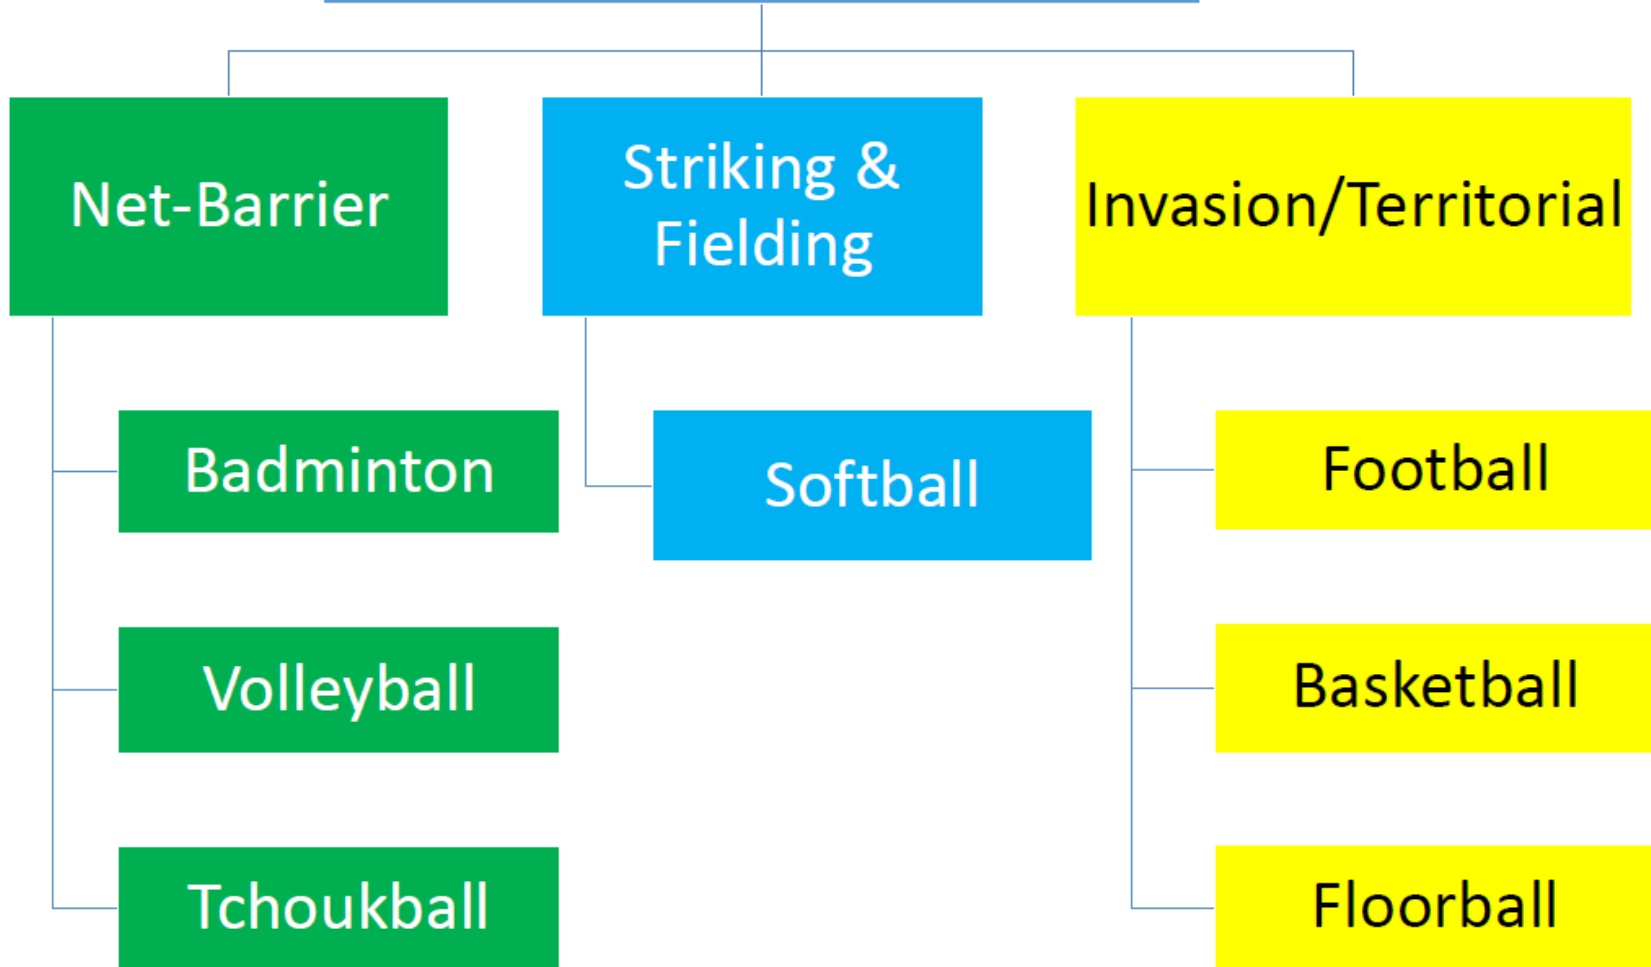 Net-Barrier
Striking &
Fielding
Invasion/Territorial
Badminton
Softball
Football
Volleyball
Basketball
Tchoukball
Floorball